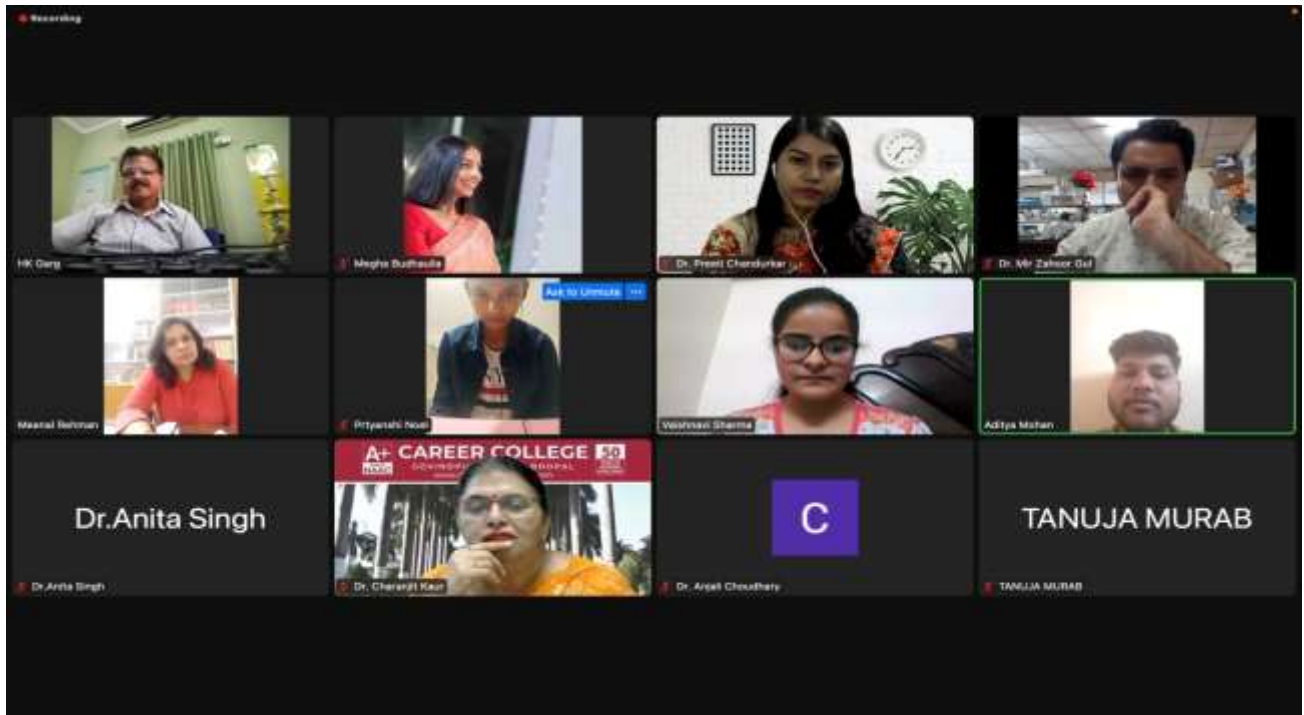 Recording
HK Garg
Megha Budhaulia
Dr. Preeti Chandurkar
Dr. Mir Zahoor Gul
Meenal Rehman
Ask to Unmute
Priyanshi Noel
Vaishnavi Sharma
Aditya Mohan
Dr.Anita Singh
Dr.Anita Singh
A+ CAREER COLLEGE 50
NAAC
Dr. Charanjit Kaur
C
Dr. Anjali Choudhary
TANUJA MURAB
TANUJA MURAB